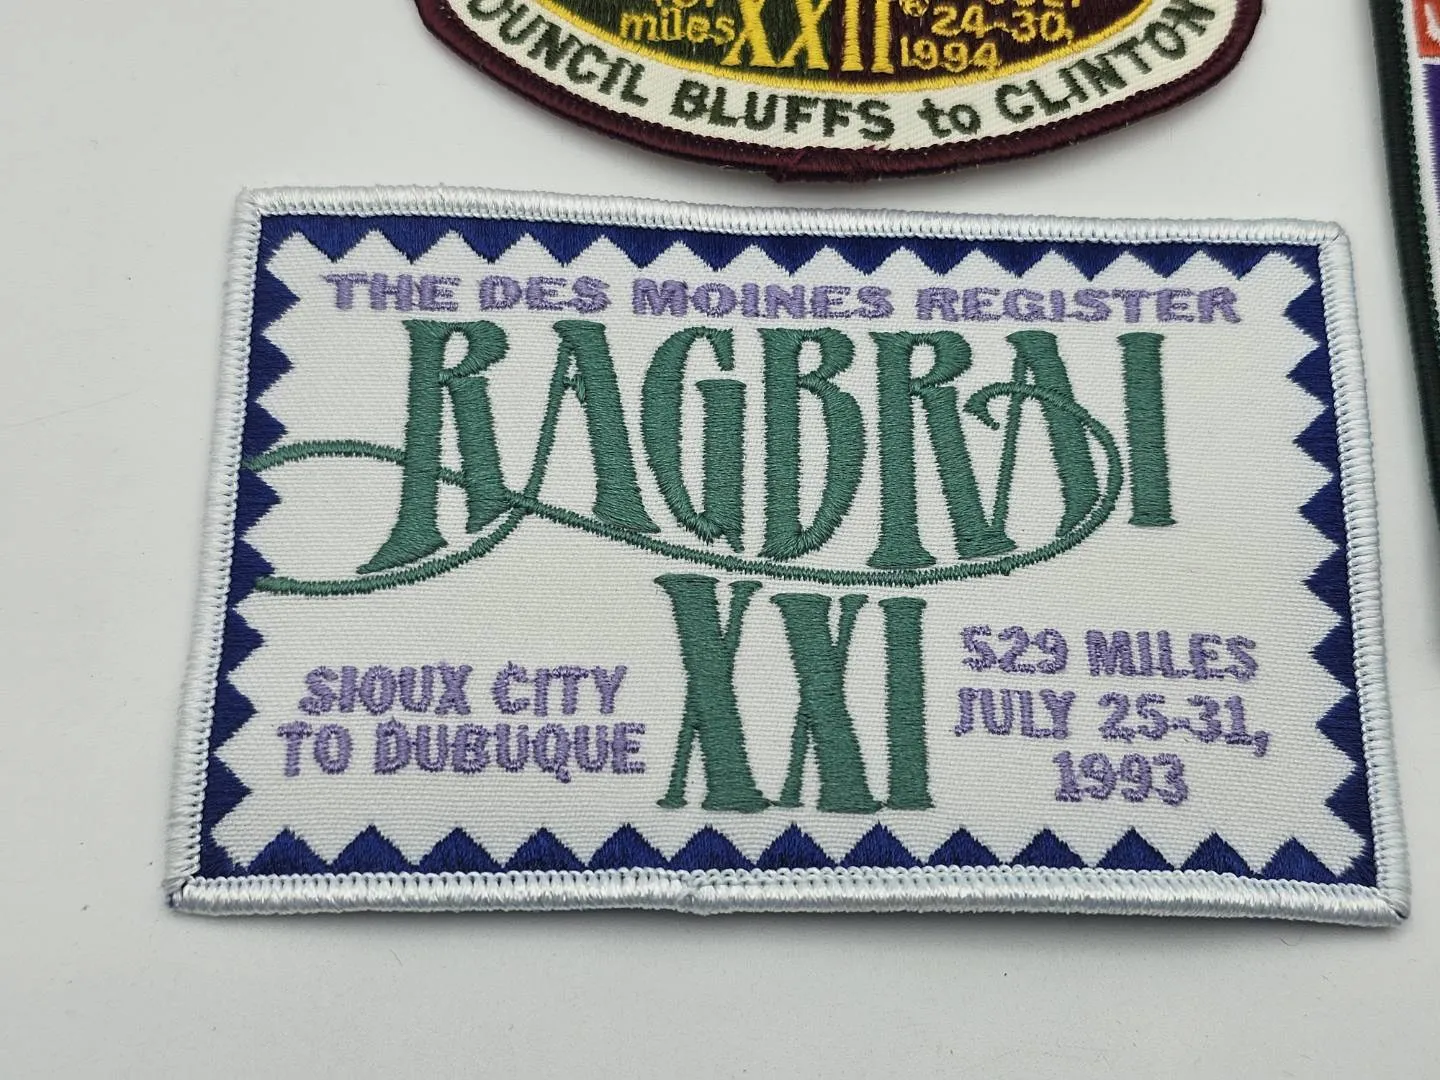 miles XXII 24-30,
1994
COUNCIL BLUFFS to CLINTON
THE DES MOINES REGISTER
RAGBRAI
XXI
SIOUX CITY
TO DUBUQUE
529 MILES
JULY 25-31,
1993